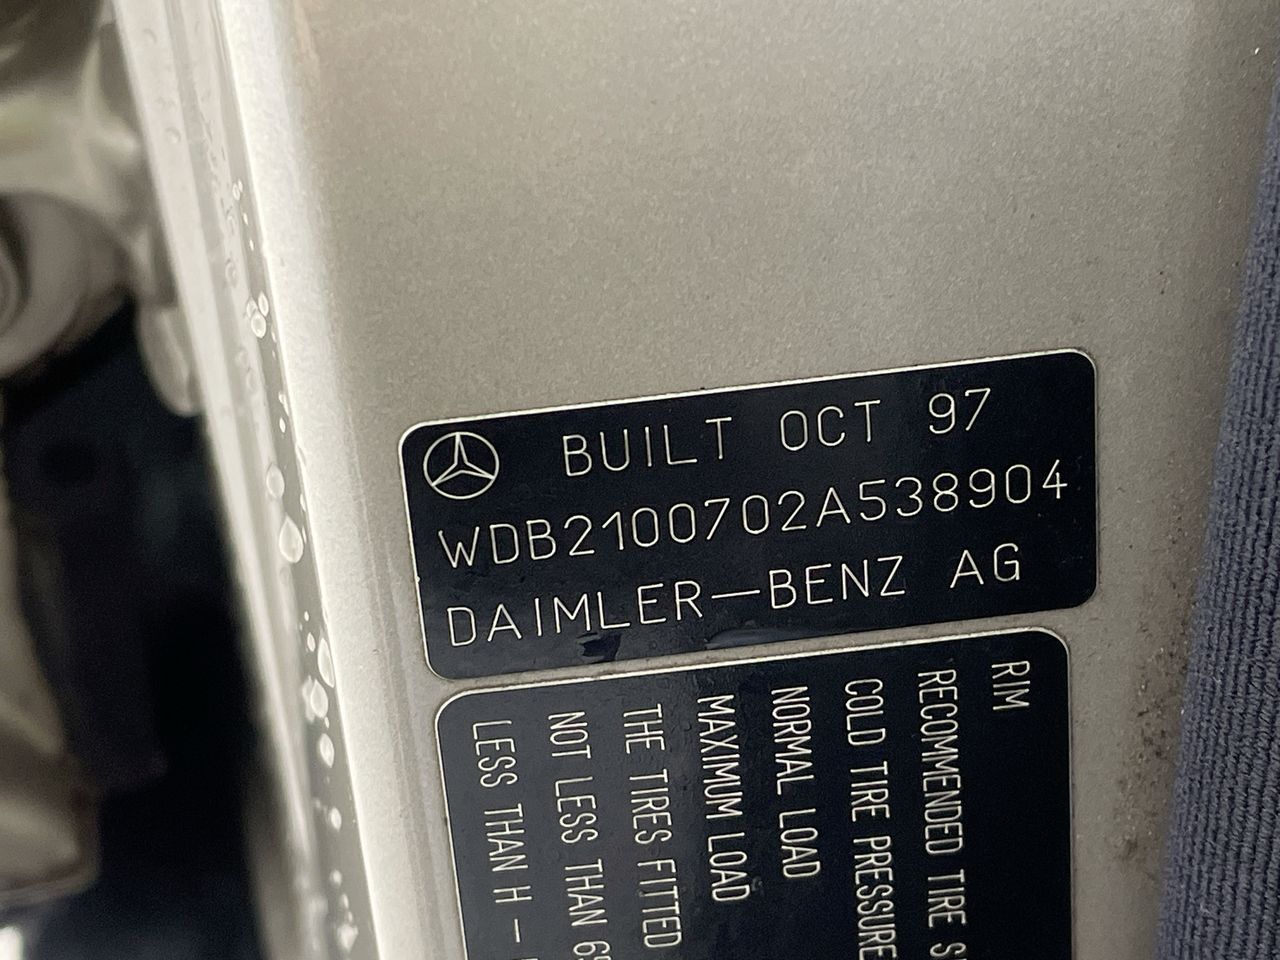 BUILT OCT 97
WDB2100702A538904
DAIMLER-BENZ AG
RIM
RECOMMENDED TIRE
COLD TIRE PRESSURE
NORMAL LOAD
MAXIMUM LOAD
THE TIRES FITTED
NOT LESS THAN
LESS THAN H -